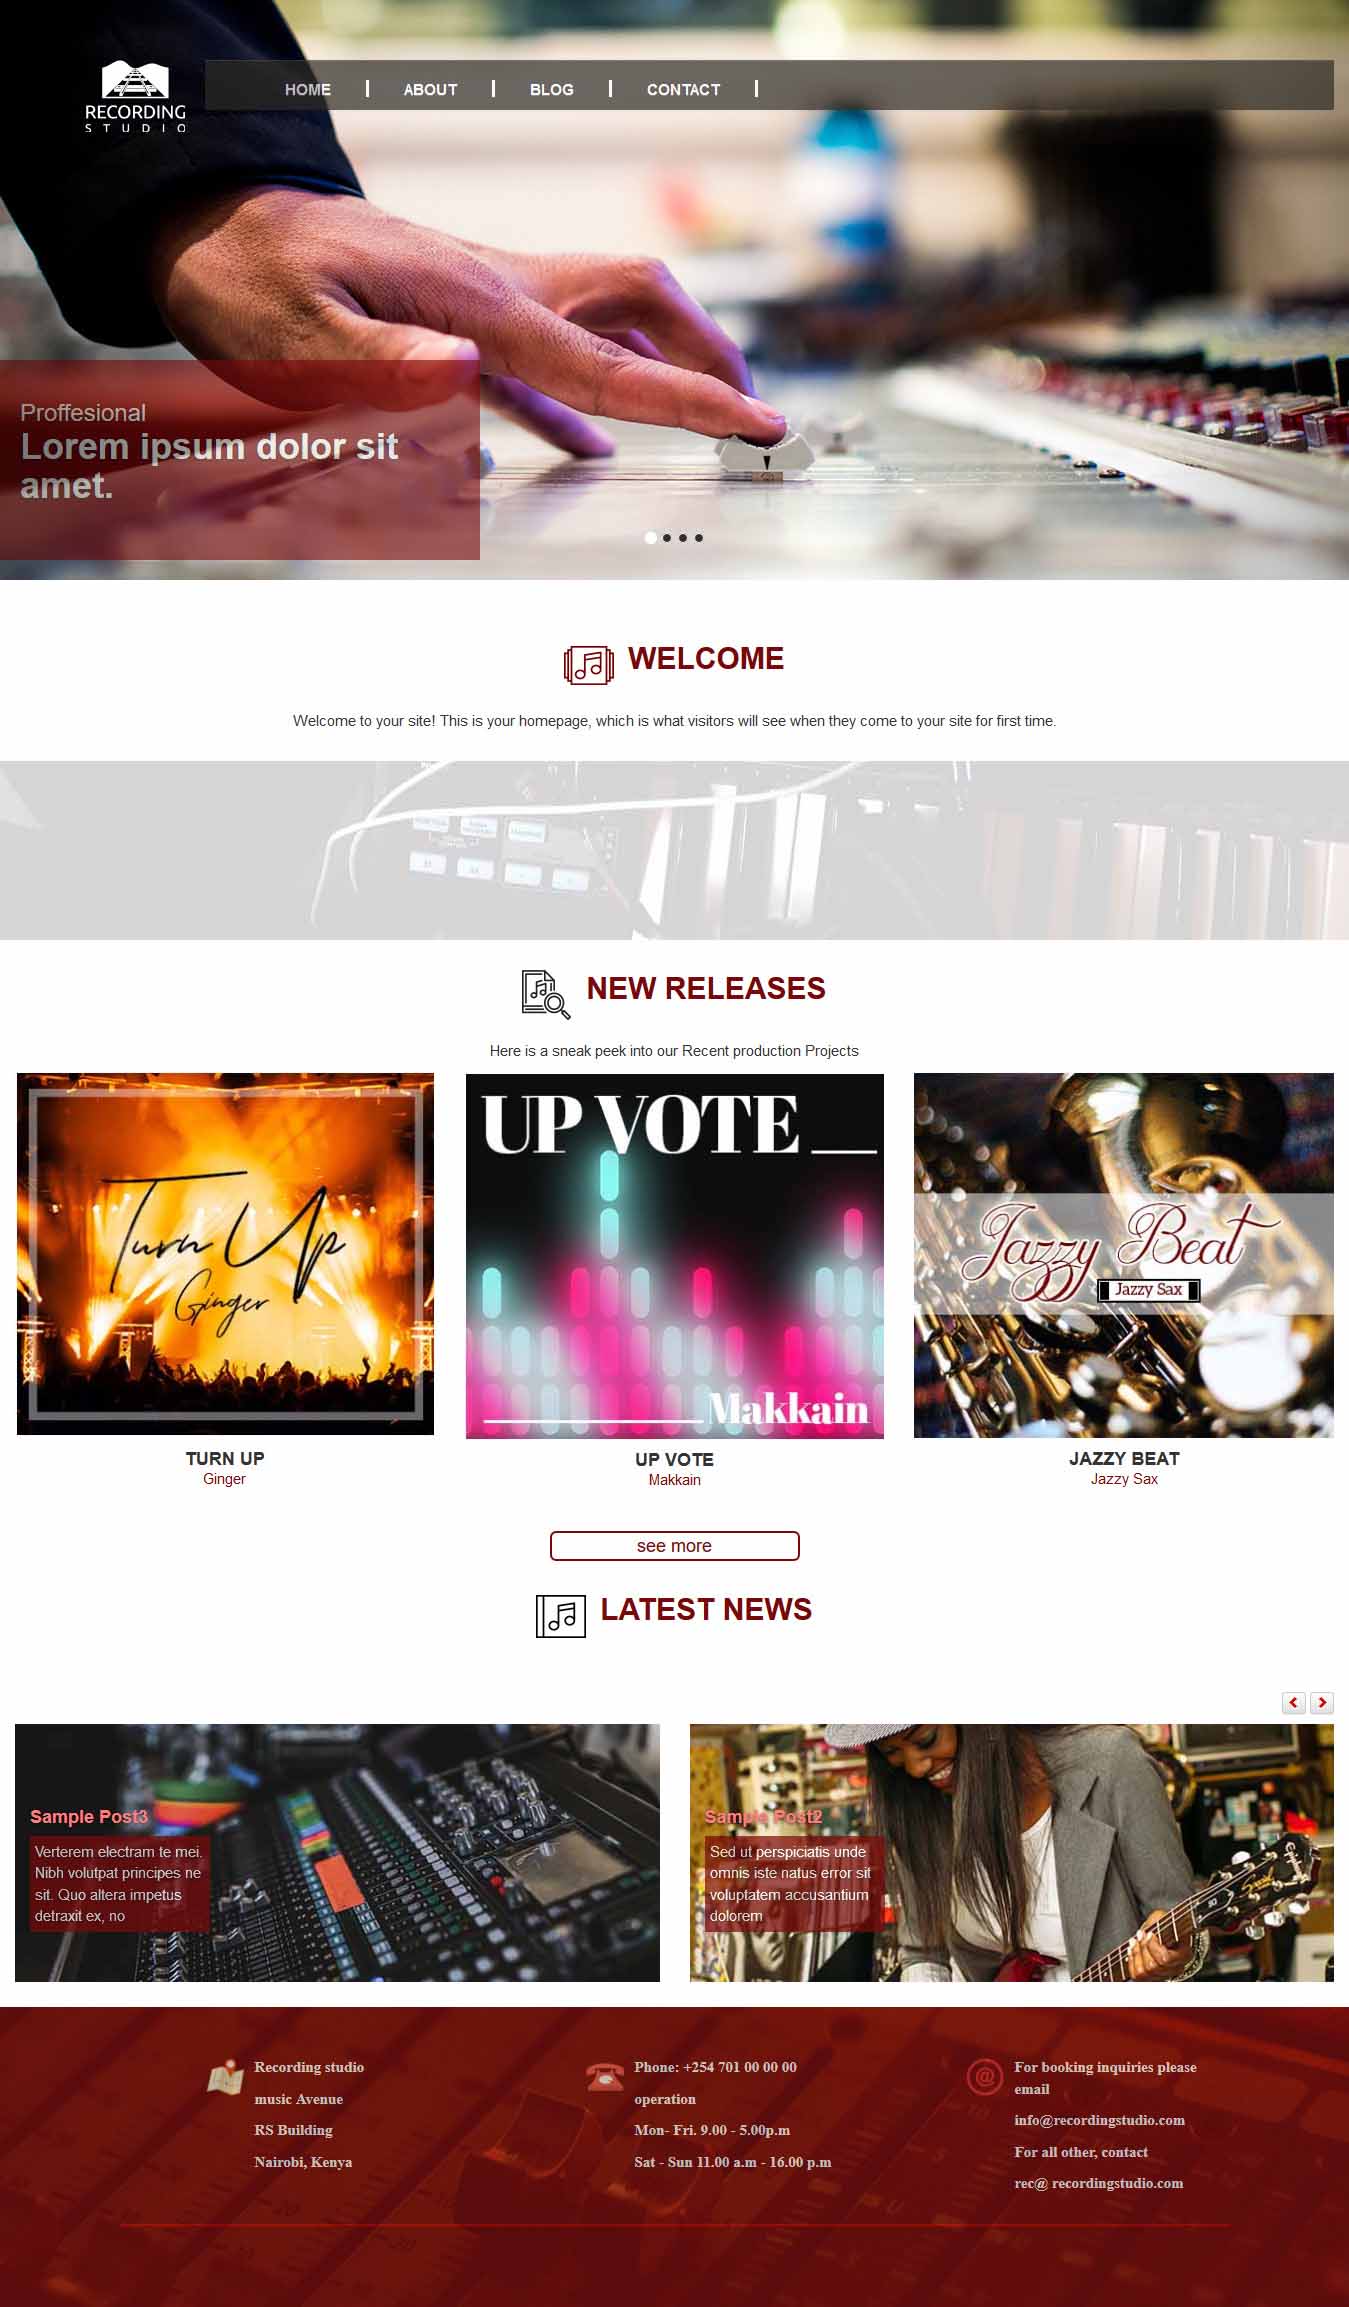 RECORDING
STUDIO
HOME
ABOUT
BLOG
CONTACT
Proffesional
Lorem ipsum dolor sit
amet.
WELCOME
Welcome to your site! This is your homepage, which is what visitors will see when they come to your site for first time.
NEW RELEASES
Here is a sneak peek into our Recent production Projects
Turn Up
Ginger
UP VOTE
Makkain
Jazzy Beat
Jazzy Sax
TURN UP
Ginger
UP VOTE
Makkain
JAZZY BEAT
Jazzy Sax
see more
LATEST NEWS
Sample Post3
Verterem electram te mei.
Nibh volutpat principes ne
sit. Quo altera impetus
detraxit ex, no
Sample Post2
Sed ut perspiciatis unde
omnis iste natus error sit
voluptatem accusantium
dolorem
Recording studio
music Avenue
RS Building
Nairobi, Kenya
Phone: +254 701 00 00 00
operation
Mon- Fri. 9.00 - 5.00p.m
Sat - Sun 11.00 a.m - 16.00 p.m
For booking inquiries please
email
info@recordingstudio.com
For all other, contact
rec@ recordingstudio.com